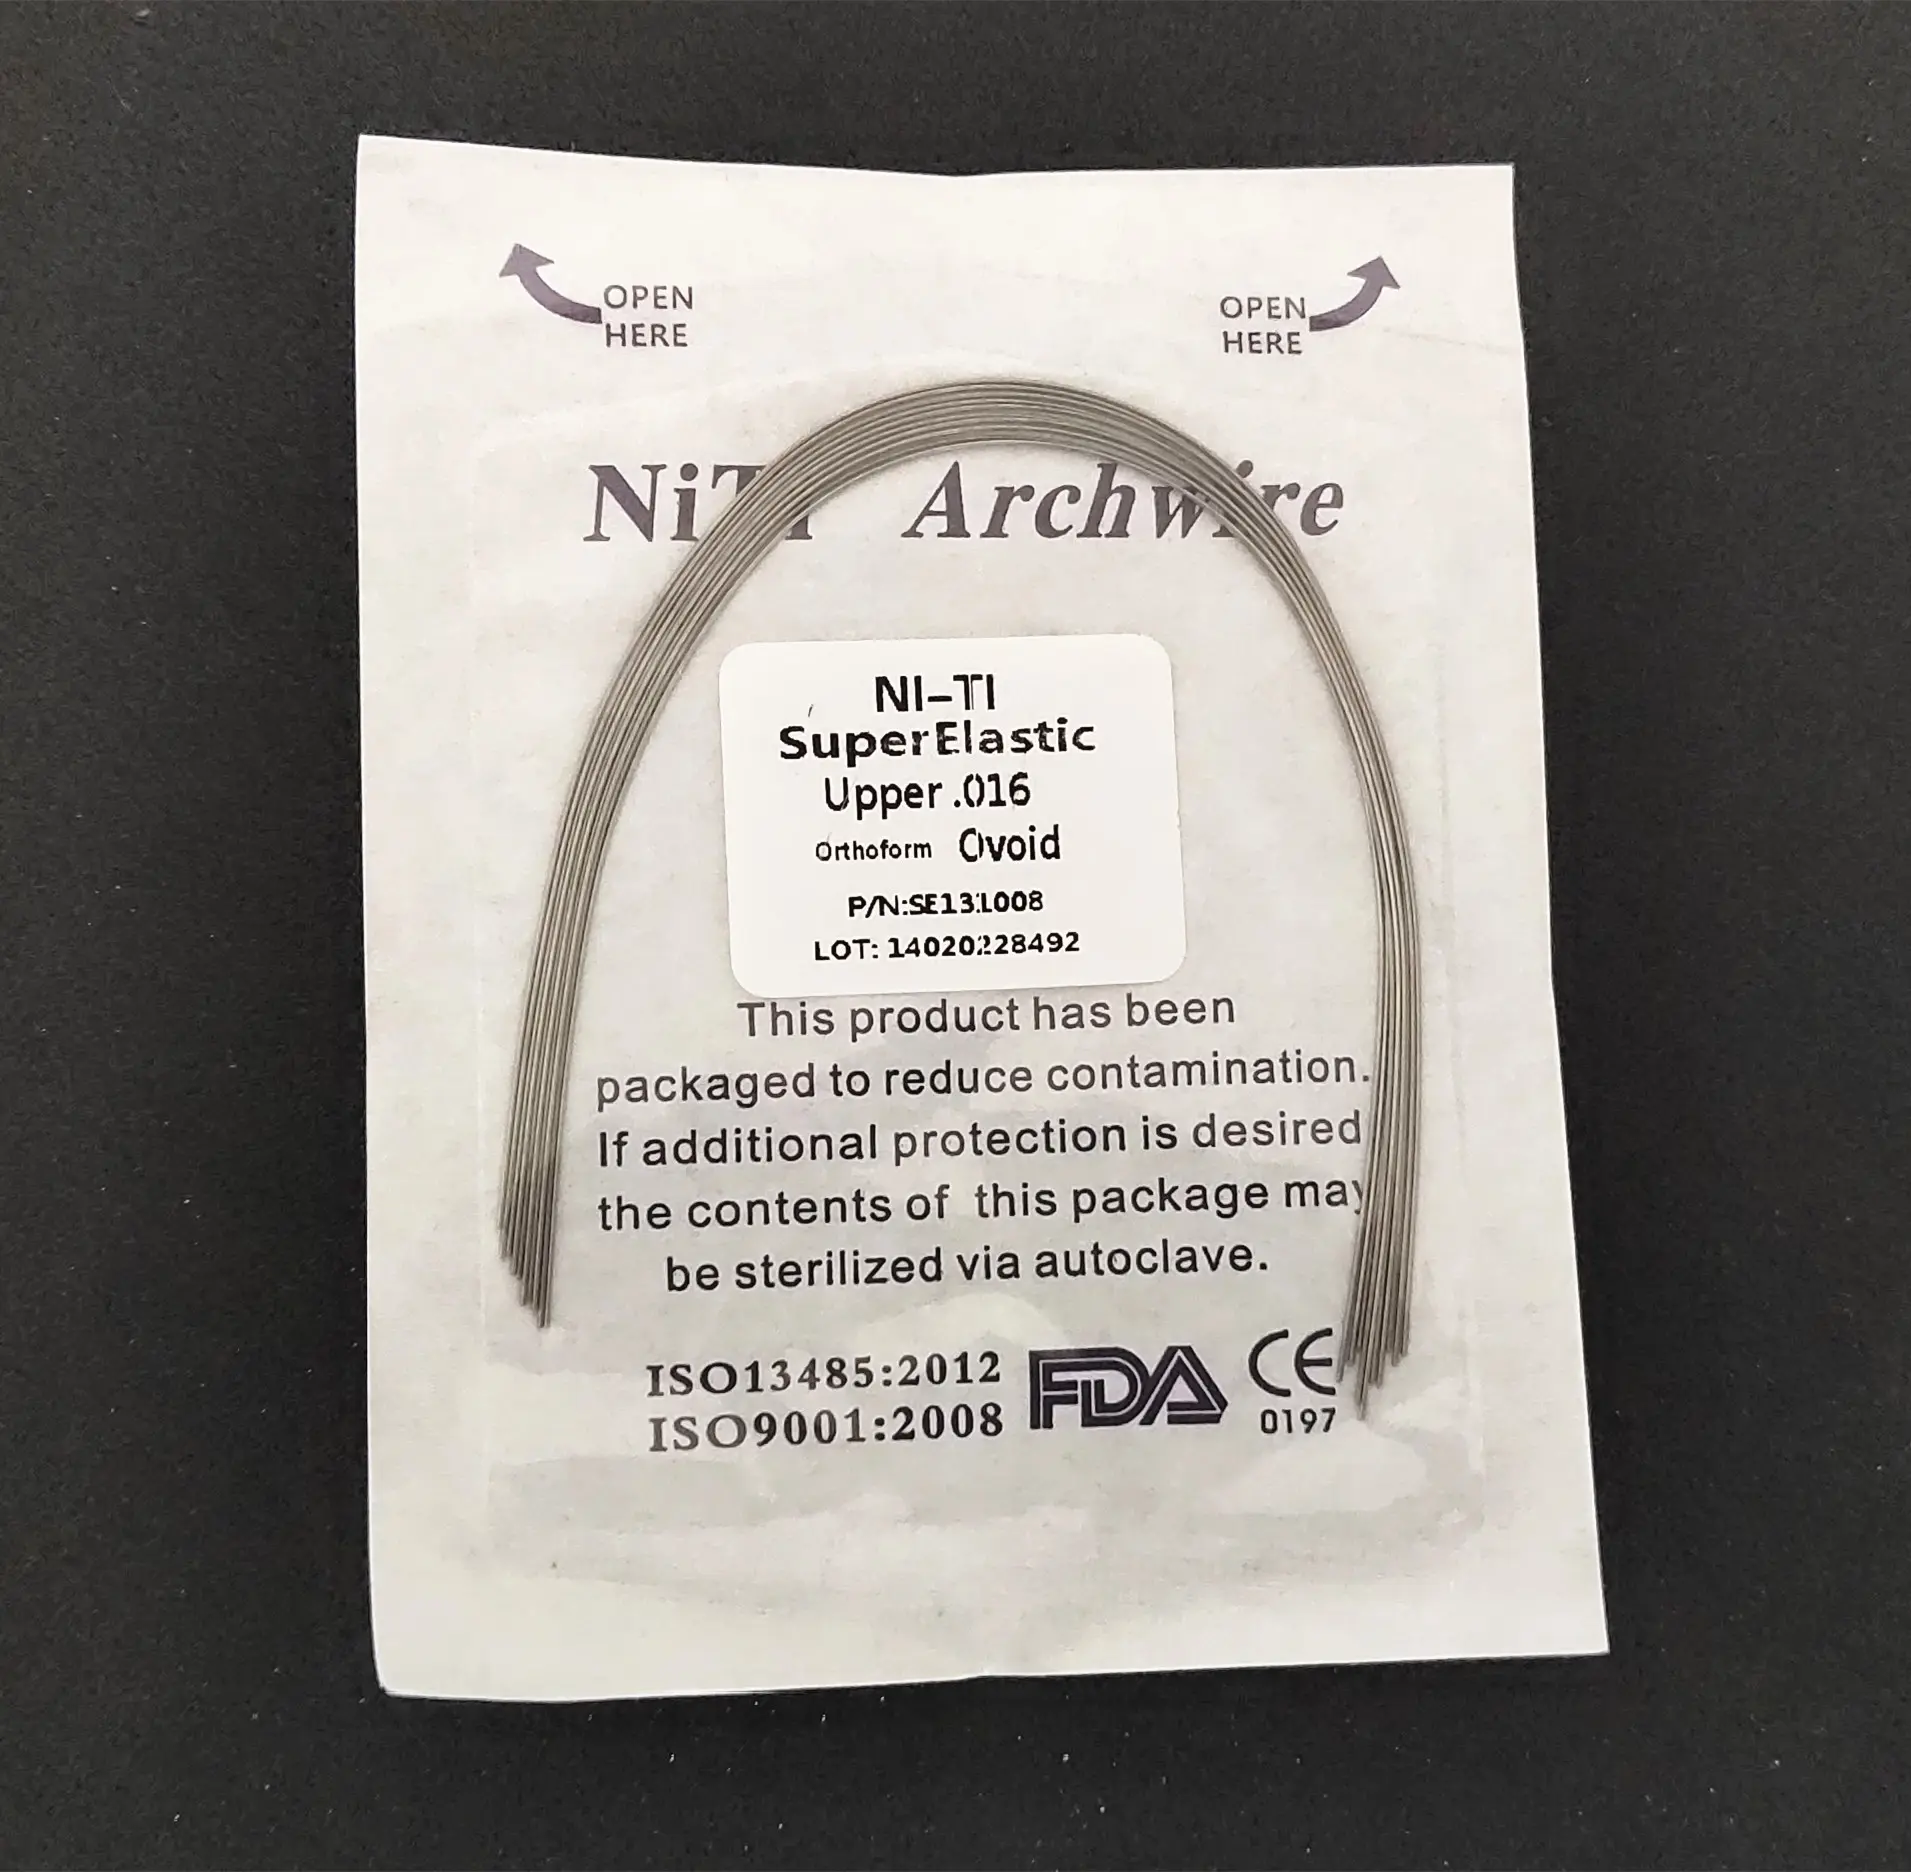 OPEN
HERE
OPEN
HERE
NiTi Archwire
NI-TI
SuperElastic
Upper .016
Orthoform Ovoid
P/N:SE131008
LOT: 14020228492
This product has been
packaged to reduce contamination.
If additional protection is desired
the contents of this package may
be sterilized via autoclave.
ISO13485:2012
ISO9001:2008
FDA
CE
0197